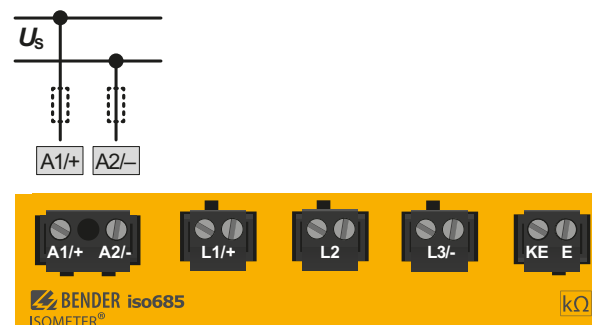 Us
A1/+ A2/–
A1/+ A2/- L1/+ L2 L3/- KE E
BENDER iso685
ISOMETER®
kΩ